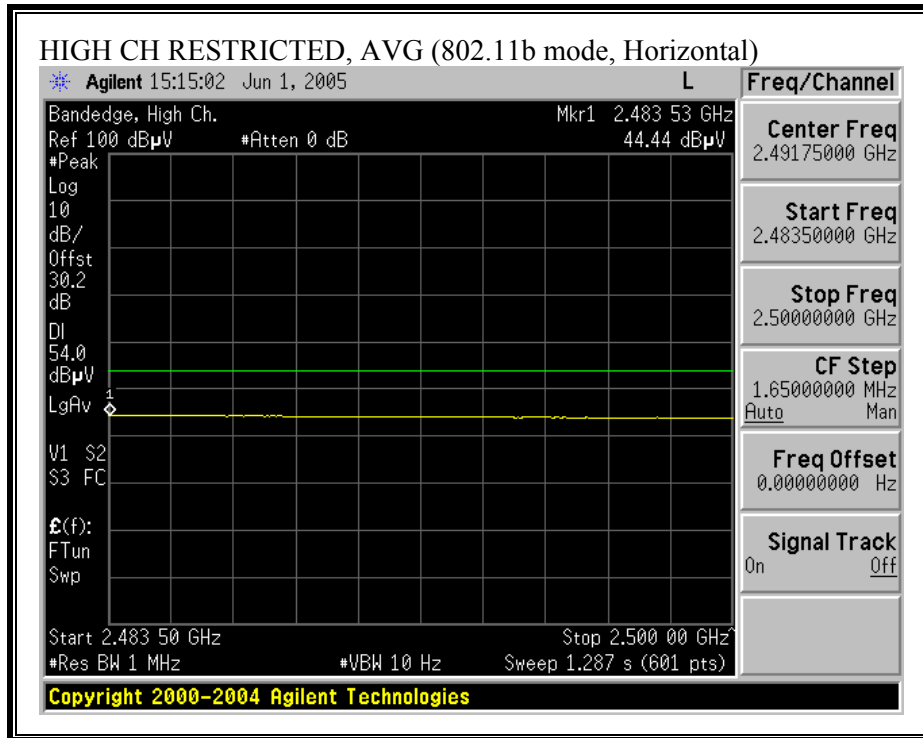 HIGH CH RESTRICTED, AVG (802.11b mode, Horizontal)
Agilent 15:15:02 Jun 1, 2005 L
Bandedge, High Ch. Mkr1 2.483 53 GHz
Ref 100 dBµV #Atten 0 dB 44.44 dBµV
#Peak
Log
10
dB/
Offst
30.2
dB
DI
54.0
dBµV
LgAv
1
V1 S2
S3 FC
£(f):
FTun
Swp
Start 2.483 50 GHz Stop 2.500 00 GHz^
#Res BW 1 MHz #VBW 10 Hz Sweep 1.287 s (601 pts)
Copyright 2000-2004 Agilent Technologies
Freq/Channel
Center Freq
2.49175000 GHz
Start Freq
2.48350000 GHz
Stop Freq
2.50000000 GHz
CF Step
1.65000000 MHz
Auto Man
Freq Offset
0.00000000 Hz
Signal Track
On Off